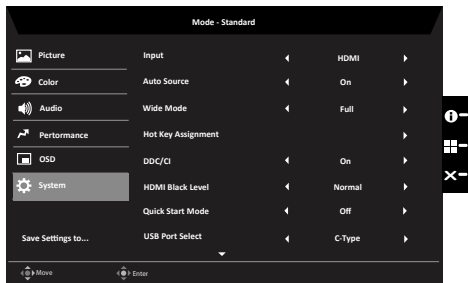 Mode - Standard
Picture
Input HDMI
Color
Auto Source On
Audio
Wide Mode Full
Pertormance
Hot Key Assignment
OSD
DDC/CI On
System
HDMI Black Level Normal
Quick Start Mode Off
Save Settings to...
USB Port Select C-Type
Move Enter